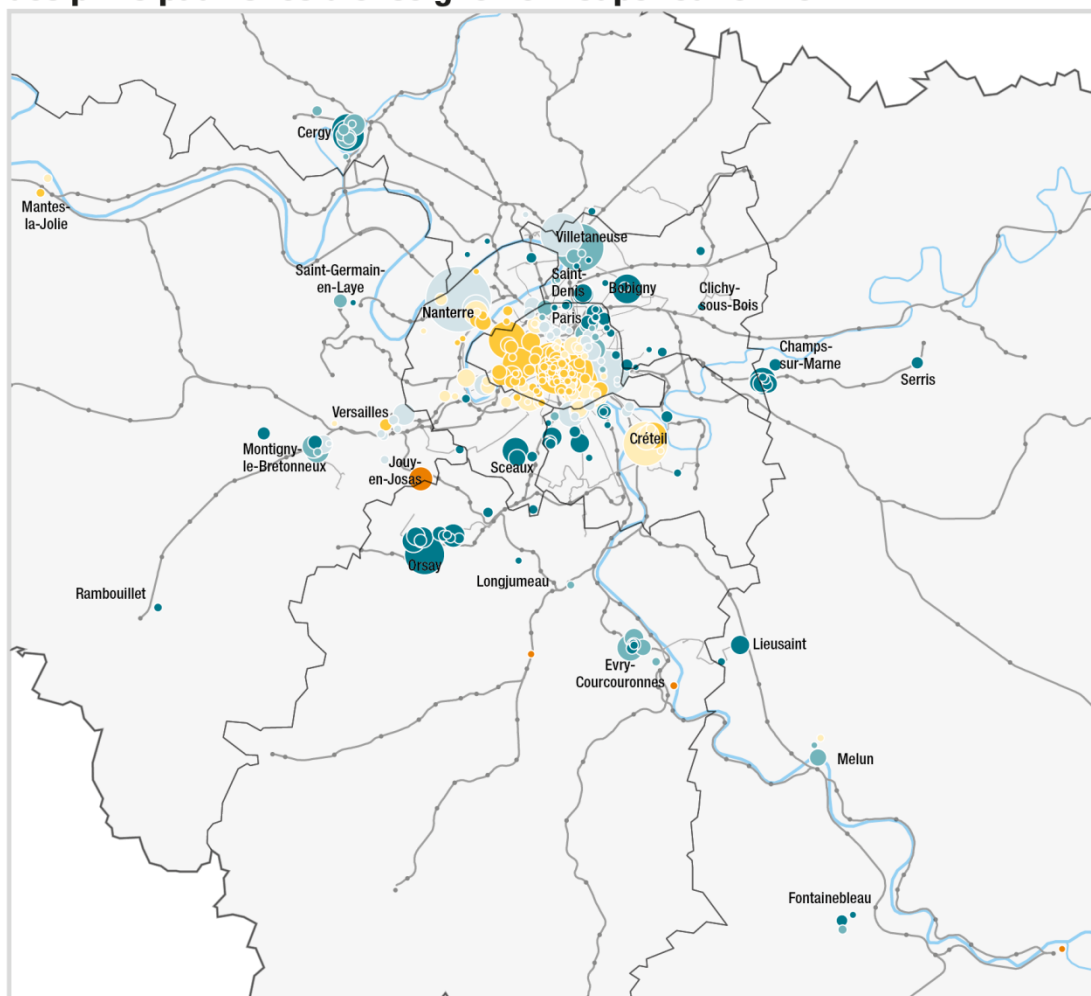 Cergy
Mantes-
la-Jolie
Villetaneuse
Saint-Germain-
en-Laye
Saint-
Denis
Bobigny
Clichy-
sous-Bois
Nanterre
Paris
Champs-
sur-Marne
Serris
Versailles
Montigny-
le-Bretonneux
Jouy-
en-Josas
Sceaux
Créteil
Orsay
Longjumeau
Rambouillet
Evry-
Courcouronnes
Lieusaint
Melun
Fontainebleau